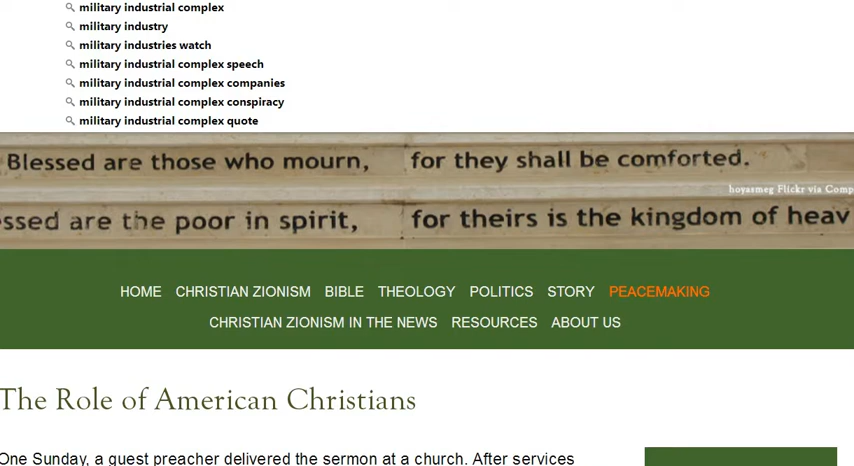 military industrial complex
military industry
military industries watch
military industrial complex speech
military industrial complex companies
military industrial complex conspiracy
military industrial complex quote
Blessed are those who mourn, for they shall be comforted.
hoyasmeg Flickr via Comp
ssed are the poor in spirit, for theirs is the kingdom of heav
HOME CHRISTIAN ZIONISM BIBLE THEOLOGY POLITICS STORY PEACEMAKING
CHRISTIAN ZIONISM IN THE NEWS RESOURCES ABOUT US
The Role of American Christians
One Sunday, a guest preacher delivered the sermon at a church. After services